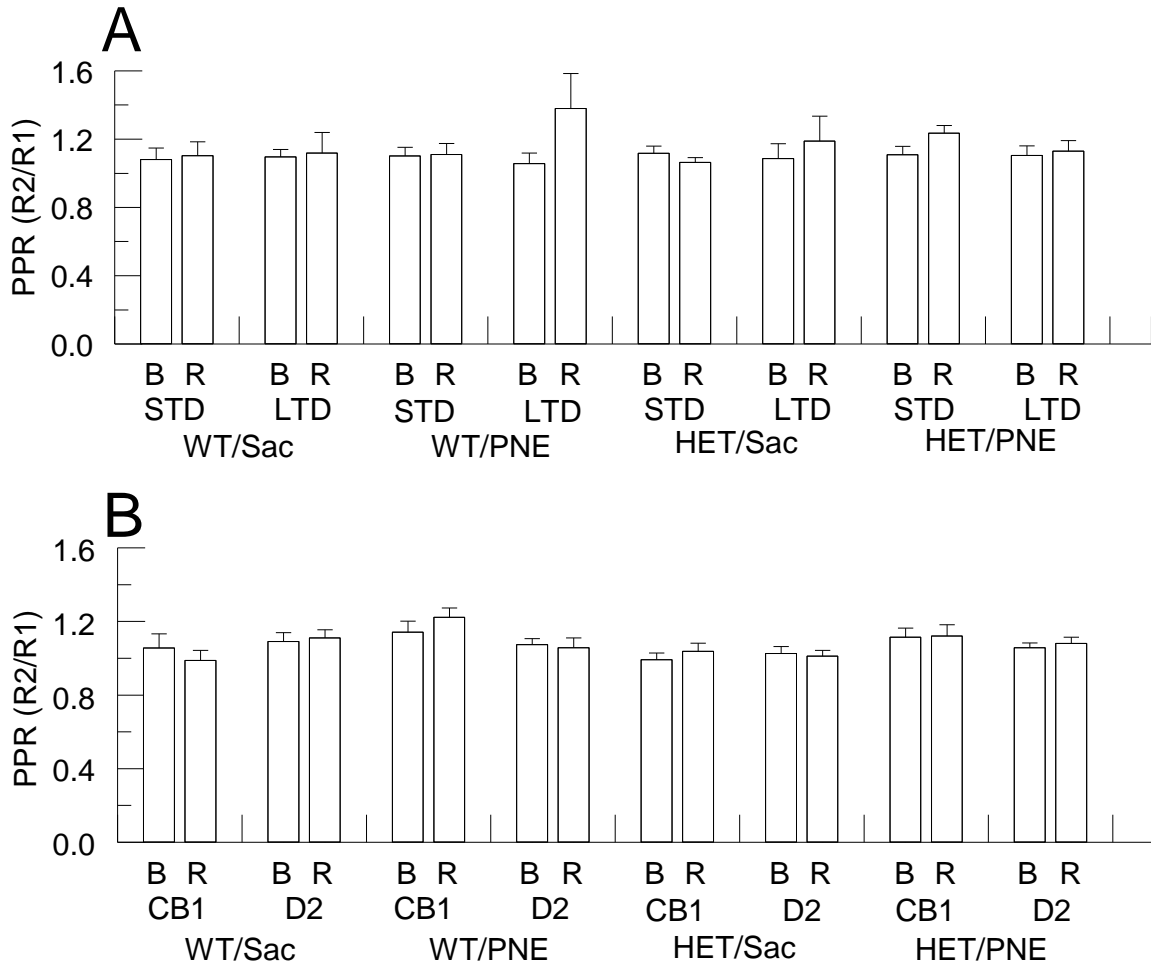 A
PPR (R2/R1)
1.6
1.2
0.8
0.4
0.0
B R B R B R B R B R B R B R B R
STD LTD STD LTD STD LTD STD LTD
WT/Sac WT/PNE HET/Sac HET/PNE
B
PPR (R2/R1)
1.6
1.2
0.8
0.4
0.0
B R B R B R B R B R B R B R B R
CB1 D2 CB1 D2 CB1 D2 CB1 D2
WT/Sac WT/PNE HET/Sac HET/PNE